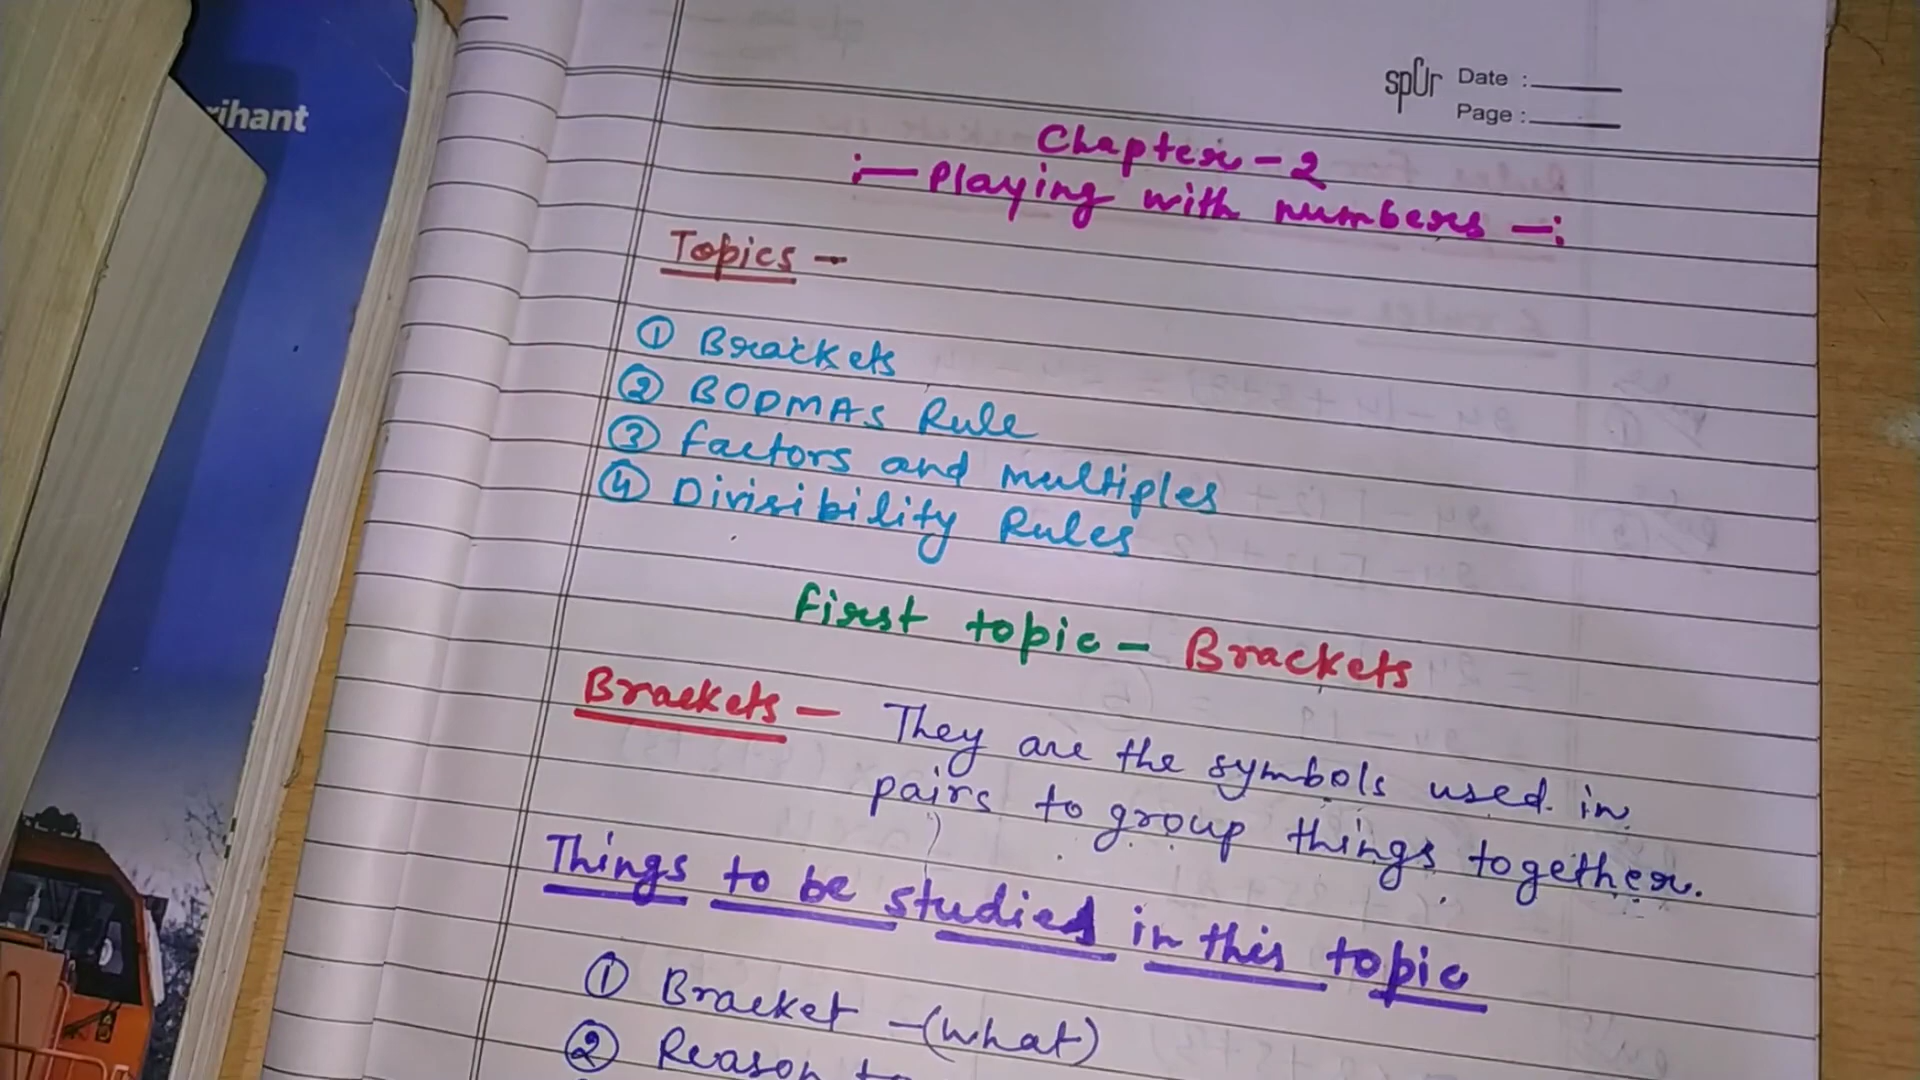 rihant
spUr Date :
Page :
Chapter - 2
:- Playing with numbers -:
Topics -
① Brackets
② BODMAS Rule
③ factors and multiples
④ Divisibility Rules
First topic - Brackets
Brackets - They are the symbols used in
pairs to group things together.
Things to be studied in this topic
① Bracket - (what)
② Reason to